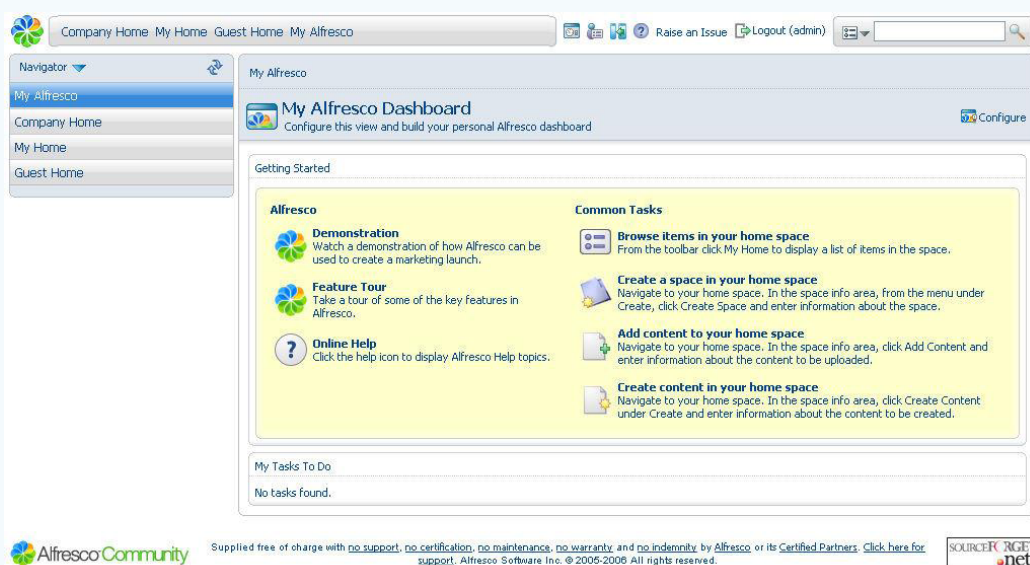 Company Home My Home Guest Home My Alfresco
Raise an Issue Logout (admin)
Navigator
My Alfresco
Company Home
My Home
Guest Home
My Alfresco
My Alfresco Dashboard
Configure this view and build your personal Alfresco dashboard
Configure
Getting Started
Alfresco
Demonstration
Watch a demonstration of how Alfresco can be
used to create a marketing launch.
Feature Tour
Take a tour of some of the key features in
Alfresco.
Online Help
Click the help icon to display Alfresco Help topics.
Common Tasks
Browse items in your home space
From the toolbar click My Home to display a list of items in the space.
Create a space in your home space
Navigate to your home space. In the space info area, from the menu under
Create, click Create Space and enter information about the space.
Add content to your home space
Navigate to your home space. In the space info area, click Add Content and
enter information about the content to be uploaded.
Create content in your home space
Navigate to your home space. In the space info area, click Create Content
under Create and enter information about the content to be created.
My Tasks To Do
No tasks found.
Alfresco Community
Supplied free of charge with no support, no certification, no maintenance, no warranty and no indemnity by Alfresco or its Certified Partners. Click here for
support. Alfresco Software Inc. © 2005-2006 All rights reserved.
SOURCEFORGE
.net